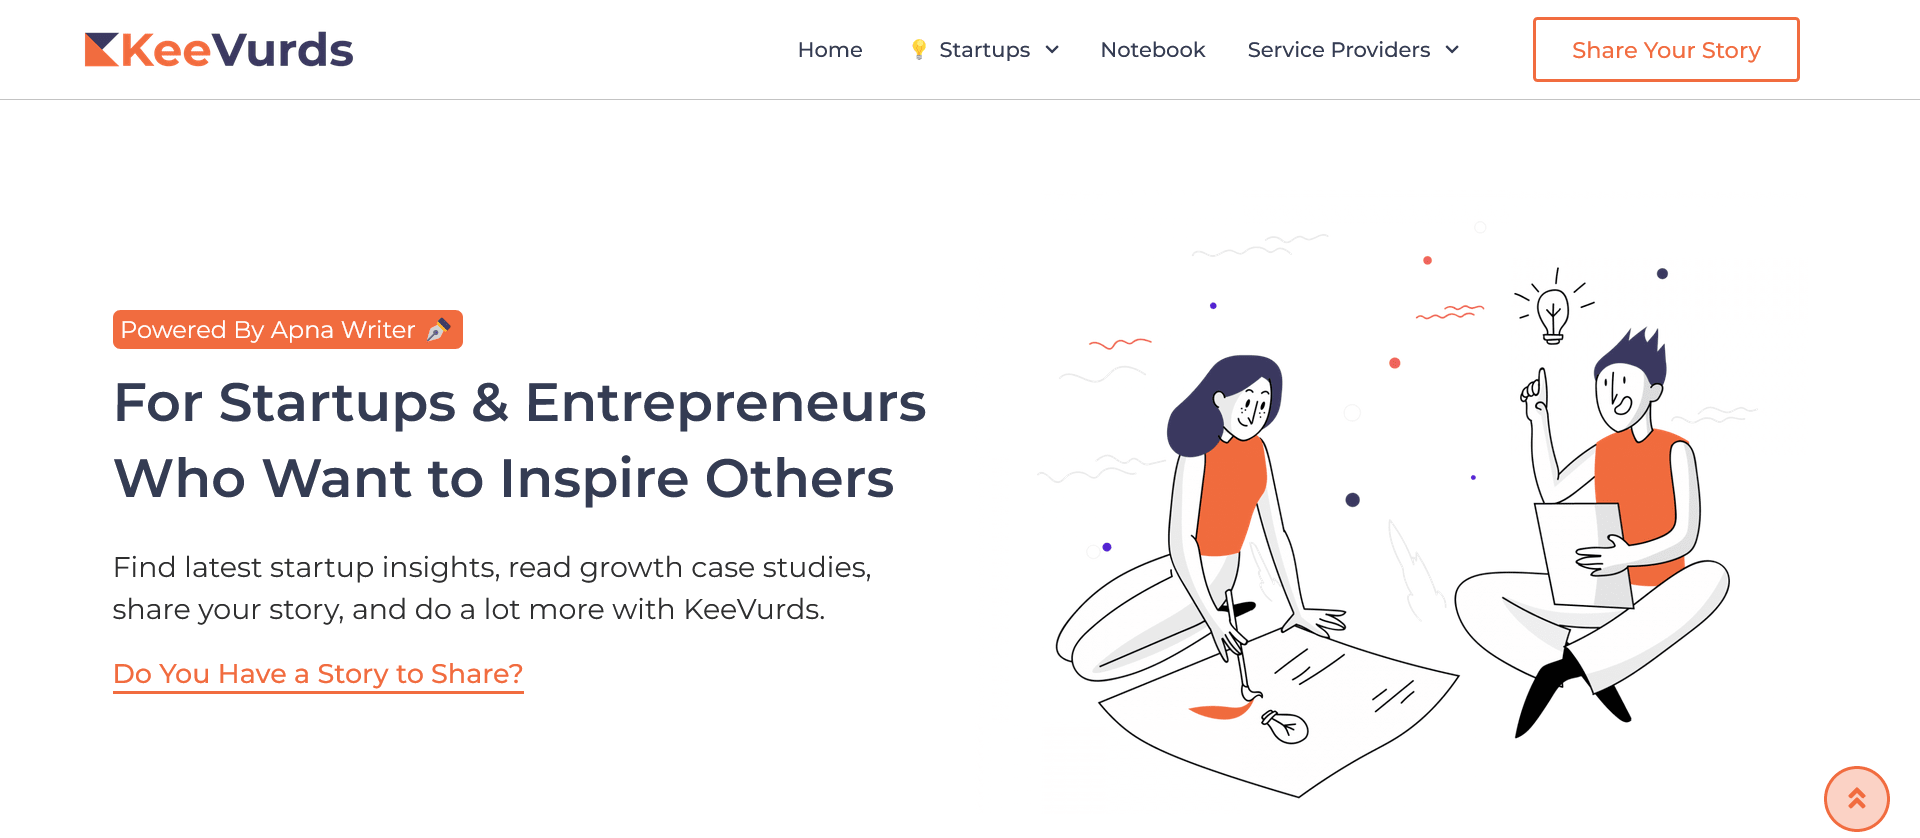 KeeVurds
Home
Startups
Notebook
Service Providers
Share Your Story
Powered By Apna Writer
For Startups & Entrepreneurs
Who Want to Inspire Others
Find latest startup insights, read growth case studies,
share your story, and do a lot more with KeeVurds.
Do You Have a Story to Share?